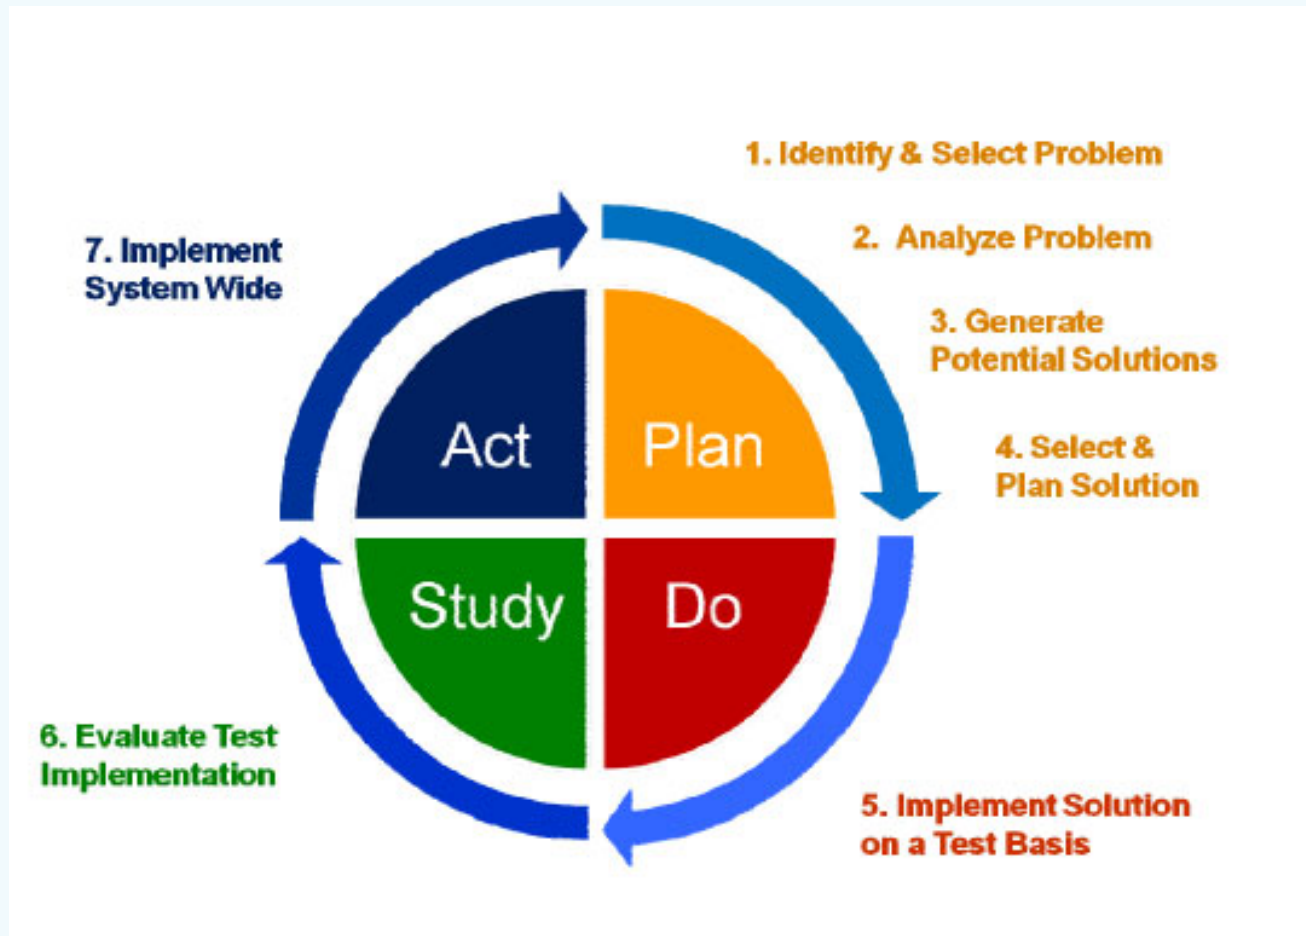 1. Identify & Select Problem
2. Analyze Problem
3. Generate
Potential Solutions
4. Select &
Plan Solution
5. Implement Solution
on a Test Basis
6. Evaluate Test
Implementation
7. Implement
System Wide
Act
Plan
Study
Do